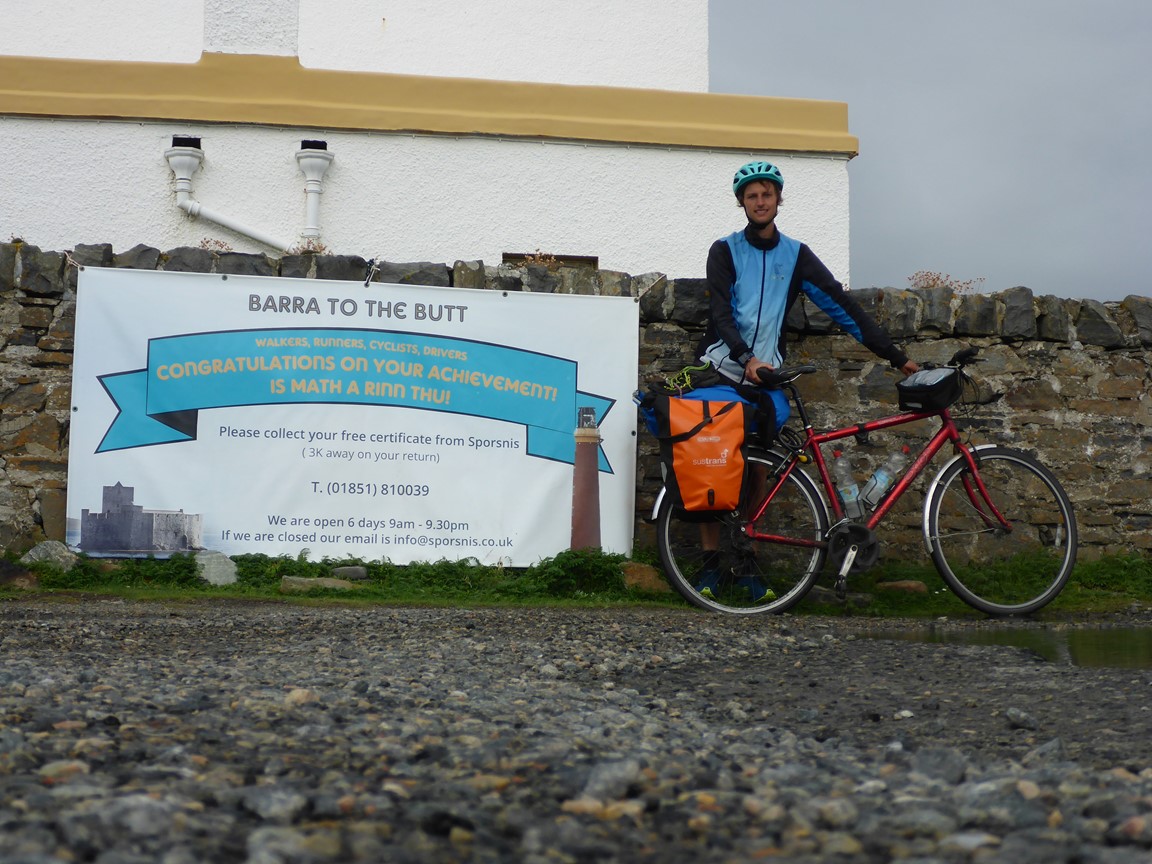 BARRA TO THE BUTT
WALKERS, RUNNERS, CYCLISTS, DRIVERS
CONGRATULATIONS ON YOUR ACHIEVEMENT!
IS MATH A RINN THU!
Please collect your free certificate from Sporsnis
( 3K away on your return)
T. (01851) 810039
We are open 6 days 9am - 9.30pm
If we are closed our email is info@sporsnis.co.uk
sustrans